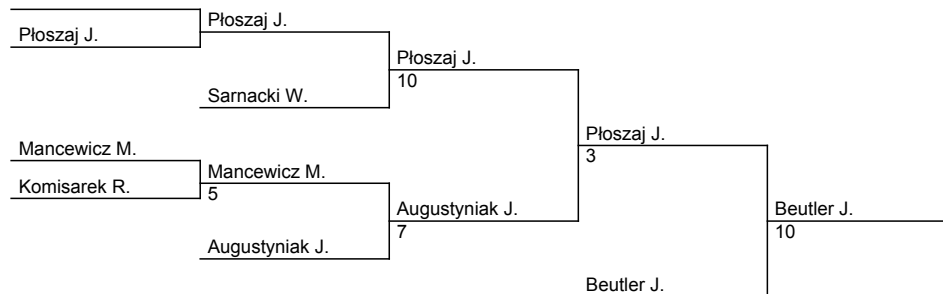 Płoszaj J.
Płoszaj J.
Płoszaj J.
10
Sarnacki W.
Płoszaj J.
3
Mancewicz M.
Mancewicz M.
5
Komisarek R.
Augustyniak J.
7
Beutler J.
10
Augustyniak J.
Beutler J.